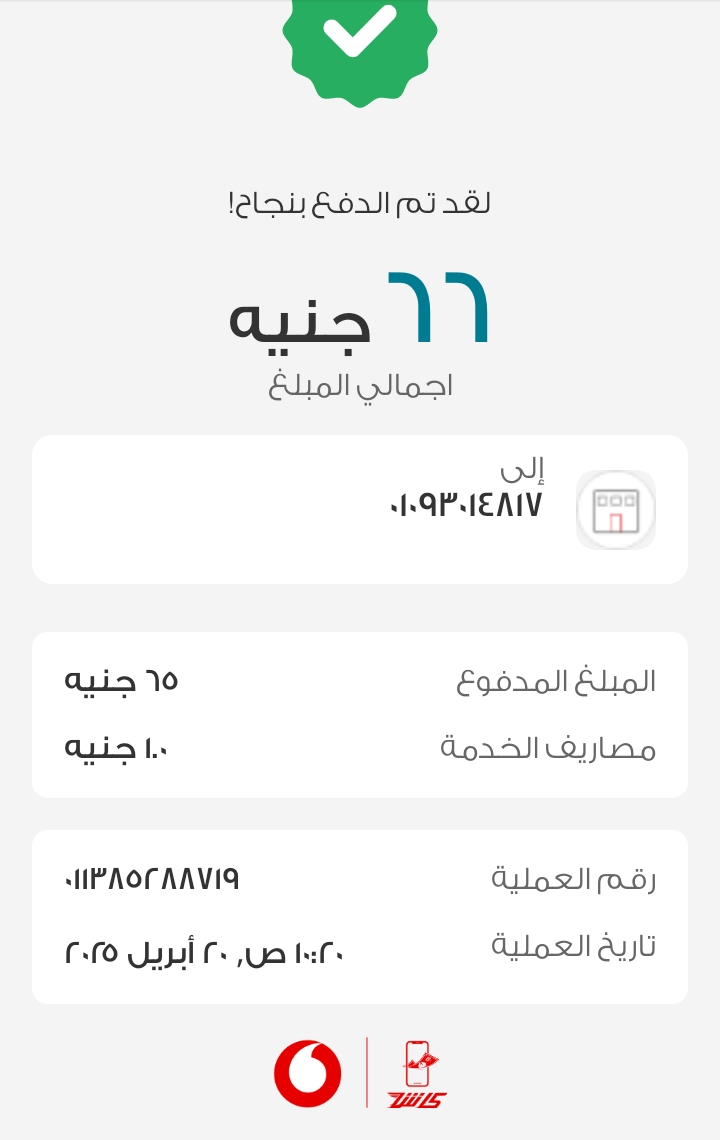 لقد تم الدفع بنجاح!
٦٦ جنيه
اجمالي المبلغ
إلى
٠١٠٩٣٠١٤٨١٧
المبلغ المدفوع ٦٥ جنيه
مصاريف الخدمة ١.٠ جنيه
رقم العملية ٠١١٣٨٥٢٨٨٧١٩
تاريخ العملية ١٠:٢٠ ص, ٢٠ أبريل ٢٠٢٥
كاش